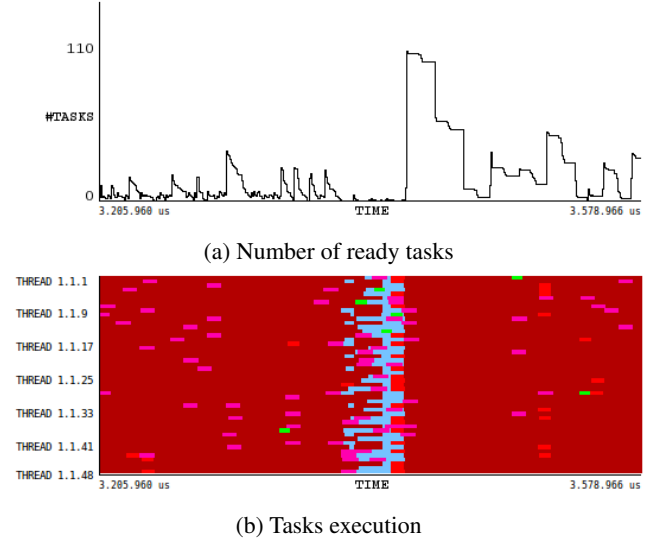 110
#TASKS
0
3.205.960 us TIME 3.578.966 us
(a) Number of ready tasks
THREAD 1.1.1
THREAD 1.1.9
THREAD 1.1.17
THREAD 1.1.25
THREAD 1.1.33
THREAD 1.1.41
THREAD 1.1.48
3.205.960 us TIME 3.578.966 us
(b) Tasks execution